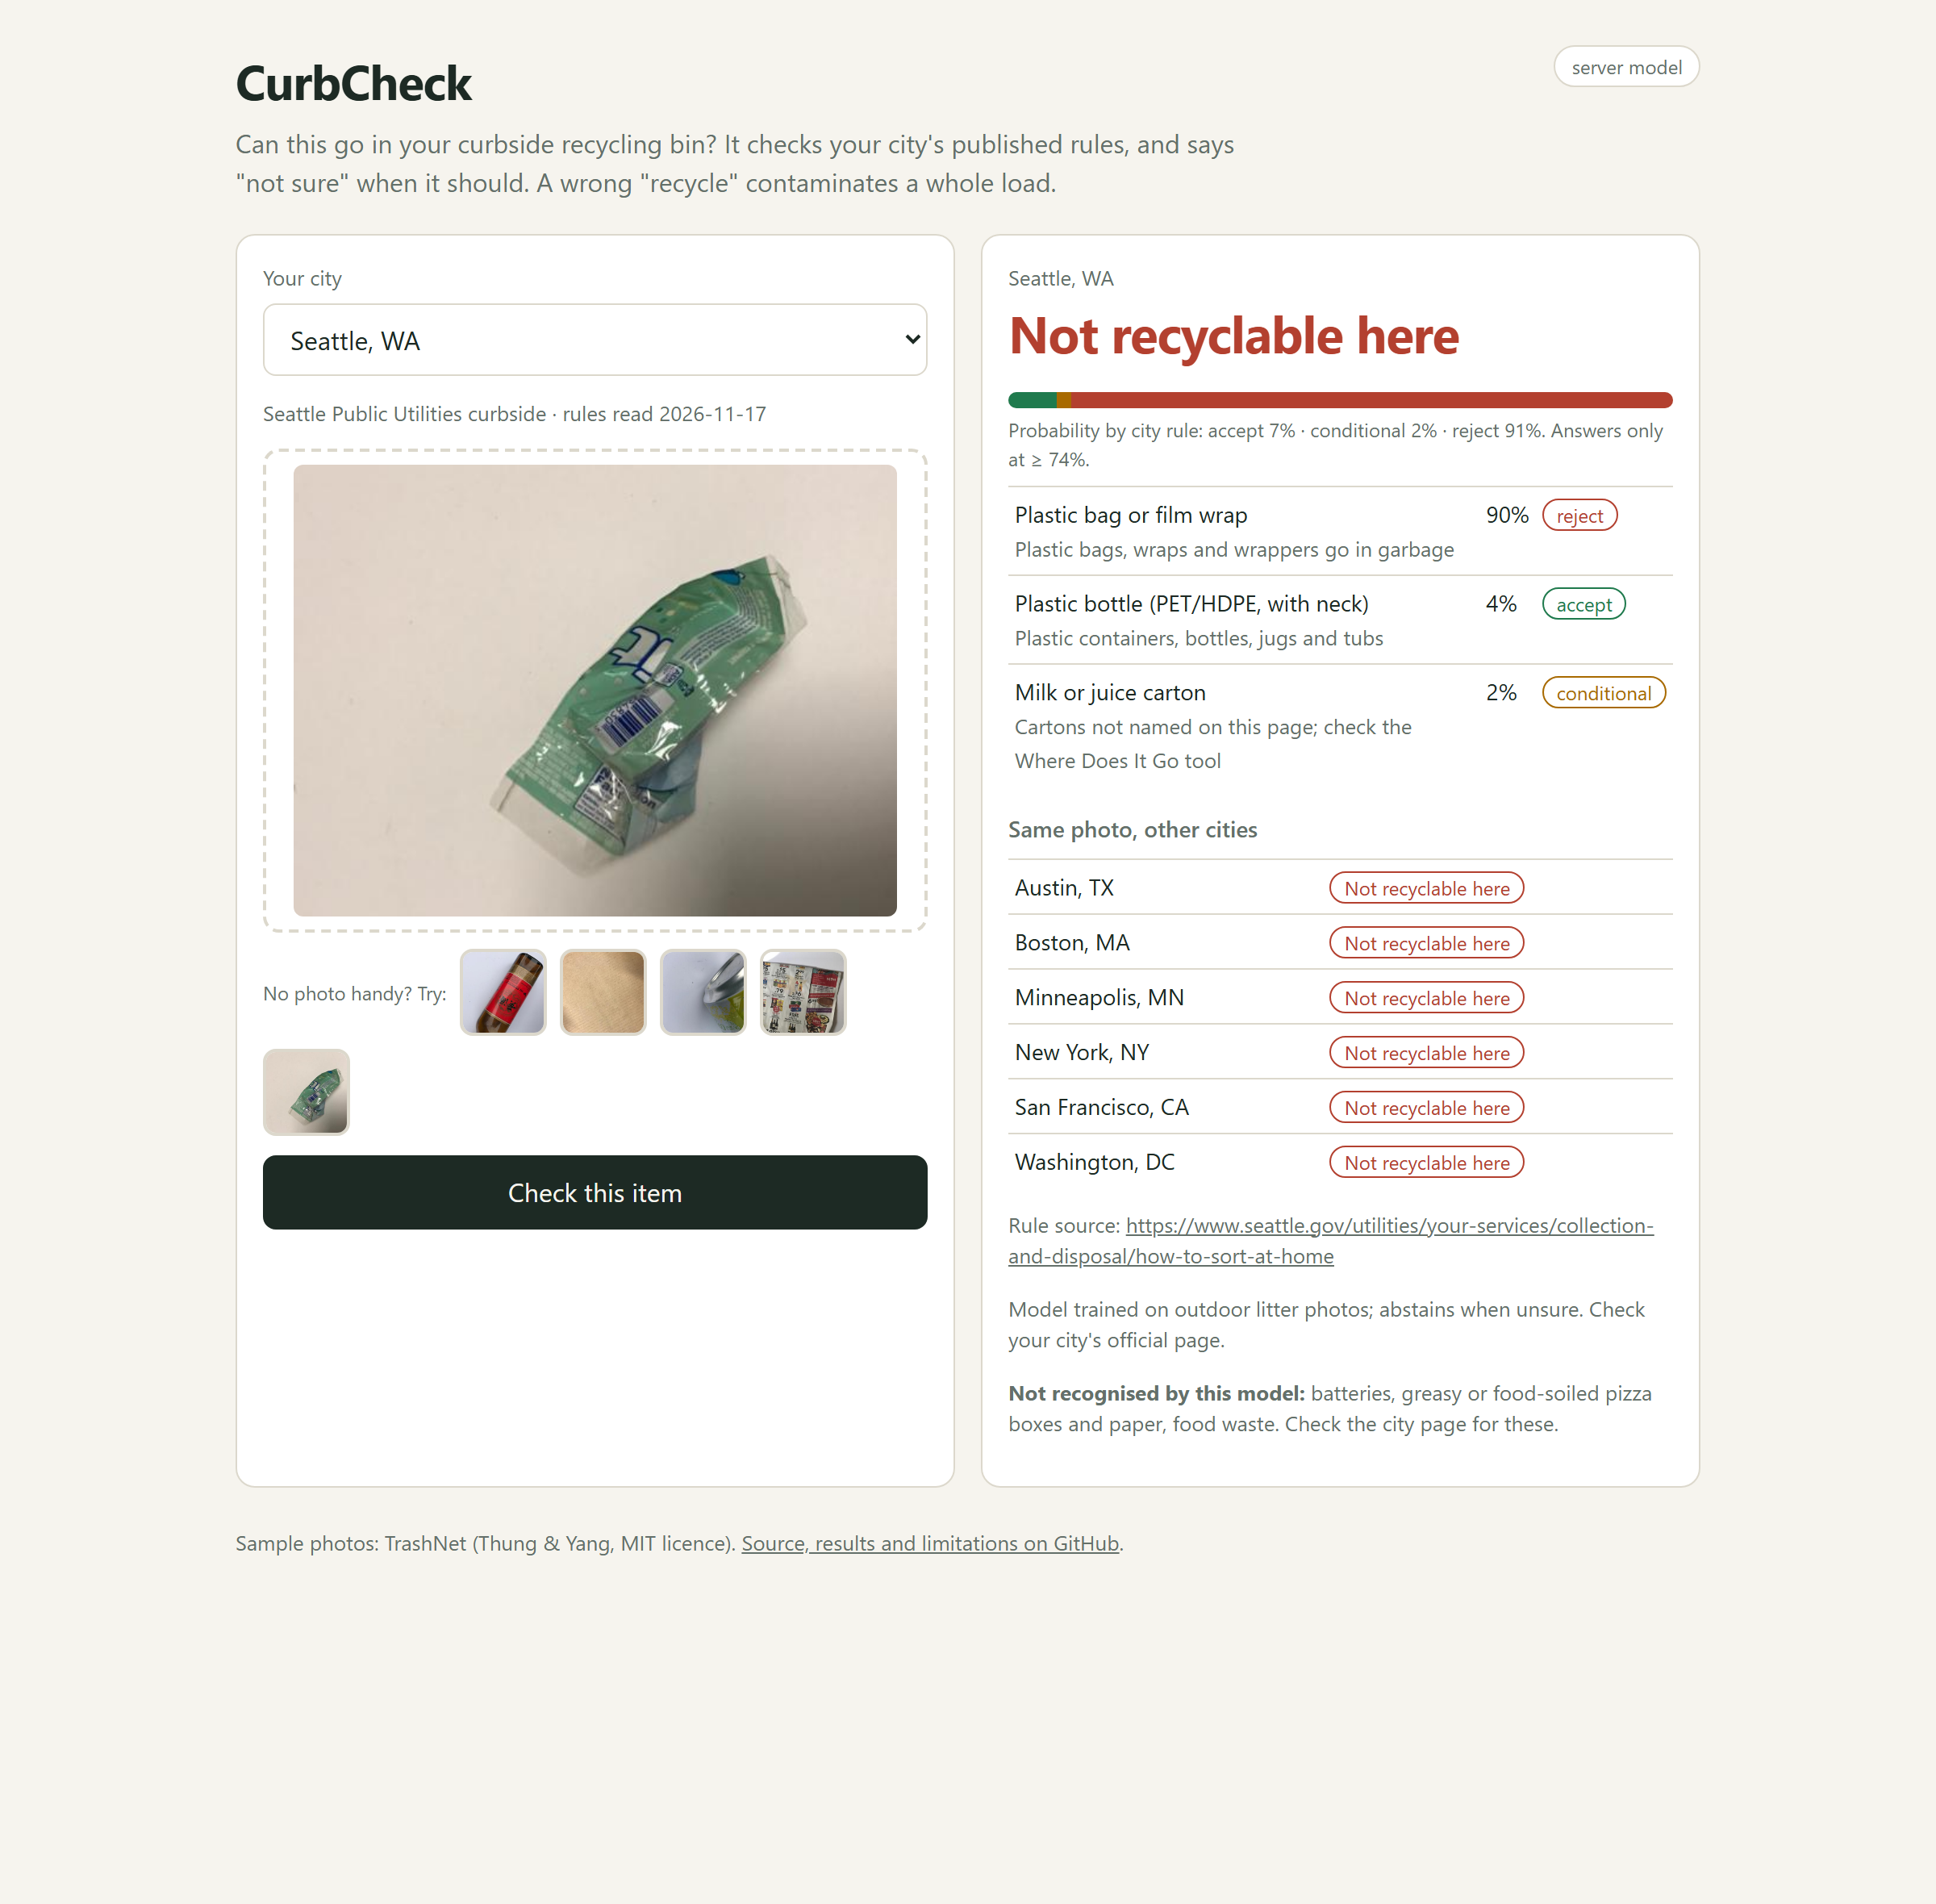 CurbCheck
server model
Can this go in your curbside recycling bin? It checks your city's published rules, and says
"not sure" when it should. A wrong "recycle" contaminates a whole load.
Your city
Seattle, WA
Seattle Public Utilities curbside · rules read 2026-11-17
No photo handy? Try:
Check this item
Seattle, WA
Not recyclable here
Probability by city rule: accept 7% · conditional 2% · reject 91%. Answers only
at ≥ 74%.
Plastic bag or film wrap 90% reject
Plastic bags, wraps and wrappers go in garbage
Plastic bottle (PET/HDPE, with neck) 4% accept
Plastic containers, bottles, jugs and tubs
Milk or juice carton 2% conditional
Cartons not named on this page; check the
Where Does It Go tool
Same photo, other cities
Austin, TX Not recyclable here
Boston, MA Not recyclable here
Minneapolis, MN Not recyclable here
New York, NY Not recyclable here
San Francisco, CA Not recyclable here
Washington, DC Not recyclable here
Rule source: https://www.seattle.gov/utilities/your-services/collection-
and-disposal/how-to-sort-at-home
Model trained on outdoor litter photos; abstains when unsure. Check
your city's official page.
Not recognised by this model: batteries, greasy or food-soiled pizza
boxes and paper, food waste. Check the city page for these.
Sample photos: TrashNet (Thung & Yang, MIT licence). Source, results and limitations on GitHub.